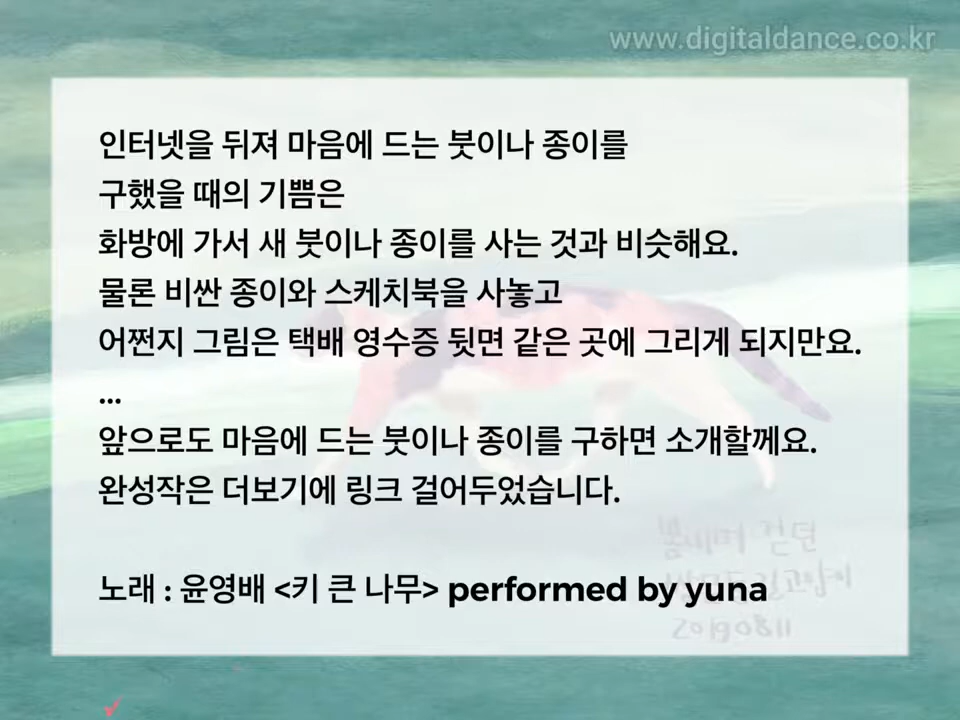 www.digitaldance.co.kr
인터넷을 뒤져 마음에 드는 붓이나 종이를
구했을 때의 기쁨은
화방에 가서 새 붓이나 종이를 사는 것과 비슷해요.
물론 비싼 종이와 스케치북을 사놓고
어쩐지 그림은 택배 영수증 뒷면 같은 곳에 그리게 되지만요.
...
앞으로도 마음에 드는 붓이나 종이를 구하면 소개할께요.
완성작은 더보기에 링크 걸어두었습니다.
노래 : 윤영배 <키 큰 나무> performed by yuna